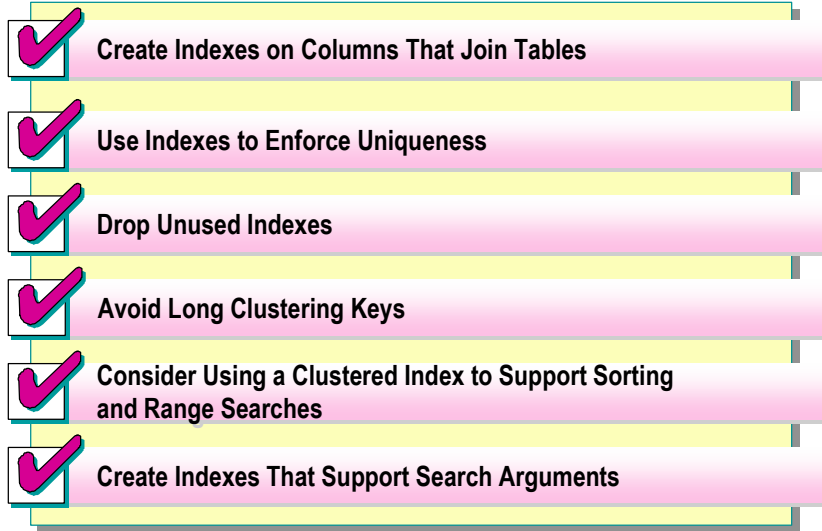 Create Indexes on Columns That Join Tables
Use Indexes to Enforce Uniqueness
Drop Unused Indexes
Avoid Long Clustering Keys
Consider Using a Clustered Index to Support Sorting
and Range Searches
Create Indexes That Support Search Arguments